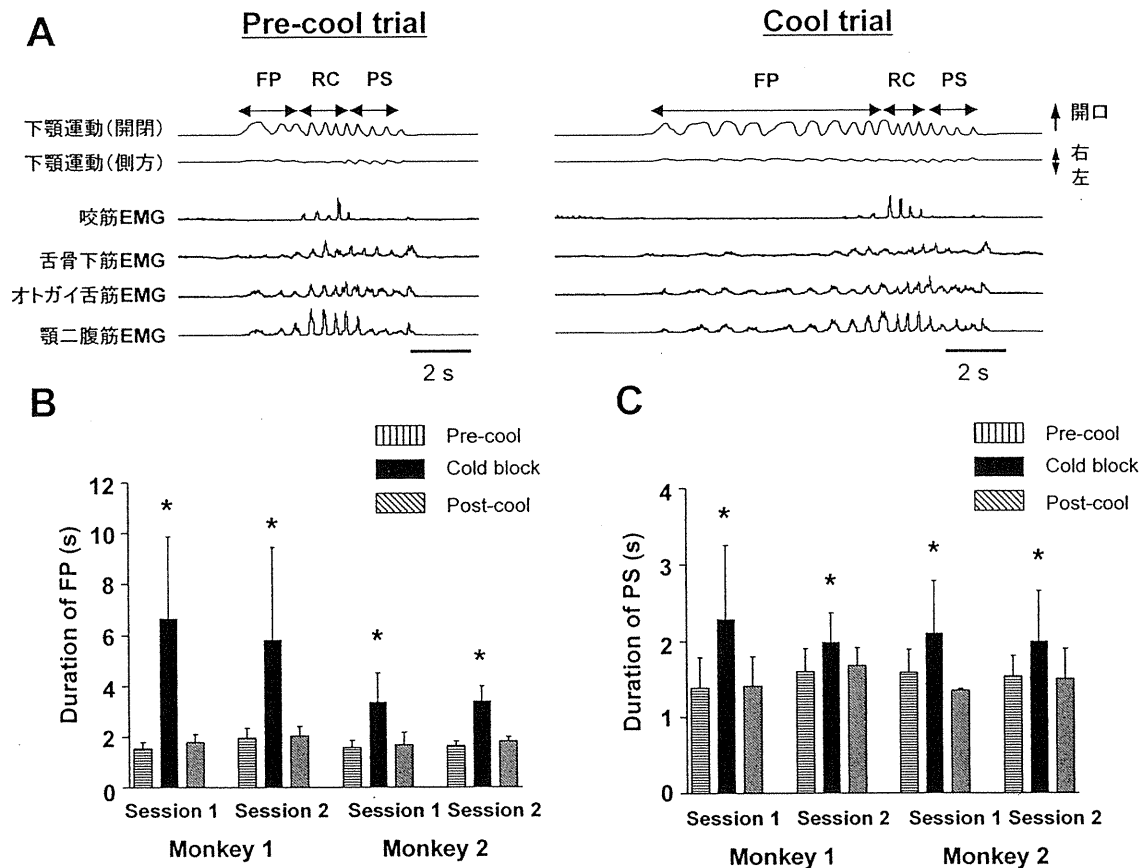 A
Pre-cool trial
Cool trial
FP RC PS
FP RC PS
下顎運動(開閉)
開口
下顎運動(側方)
右
左
咬筋EMG
舌骨下筋EMG
オトガイ舌筋EMG
顎二腹筋EMG
2 s
2 s
B
Pre-cool
Cold block
Post-cool
Duration of FP (s)
12
10
8
6
4
2
0
Session 1 Session 2 Session 1 Session 2
Monkey 1 Monkey 2
C
Pre-cool
Cold block
Post-cool
Duration of PS (s)
4
3
2
1
0
Session 1 Session 2 Session 1 Session 2
Monkey 1 Monkey 2